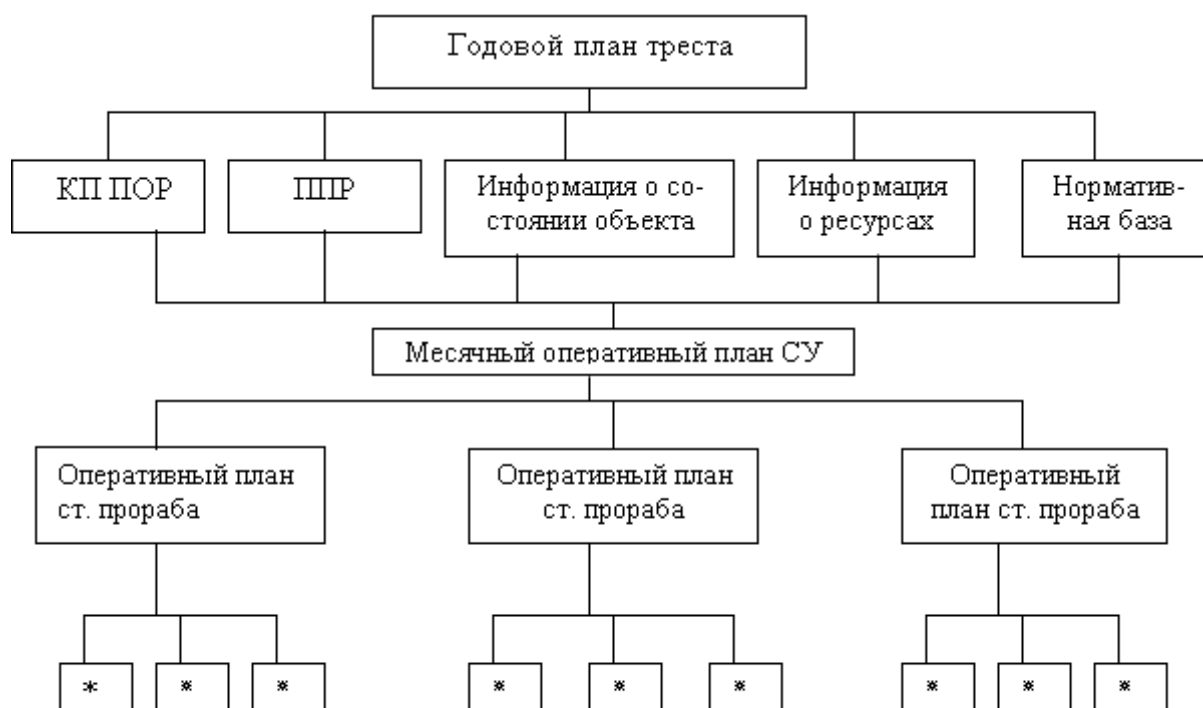 Годовой план треста
КП ПОР
ППР
Информация о со-
стоянии объекта
Информация
о ресурсах
Норматив-
ная база
Месячный оперативный план СУ
Оперативный план
ст. прораба
Оперативный план
ст. прораба
Оперативный
план ст. прораба
* * * * * * * * *